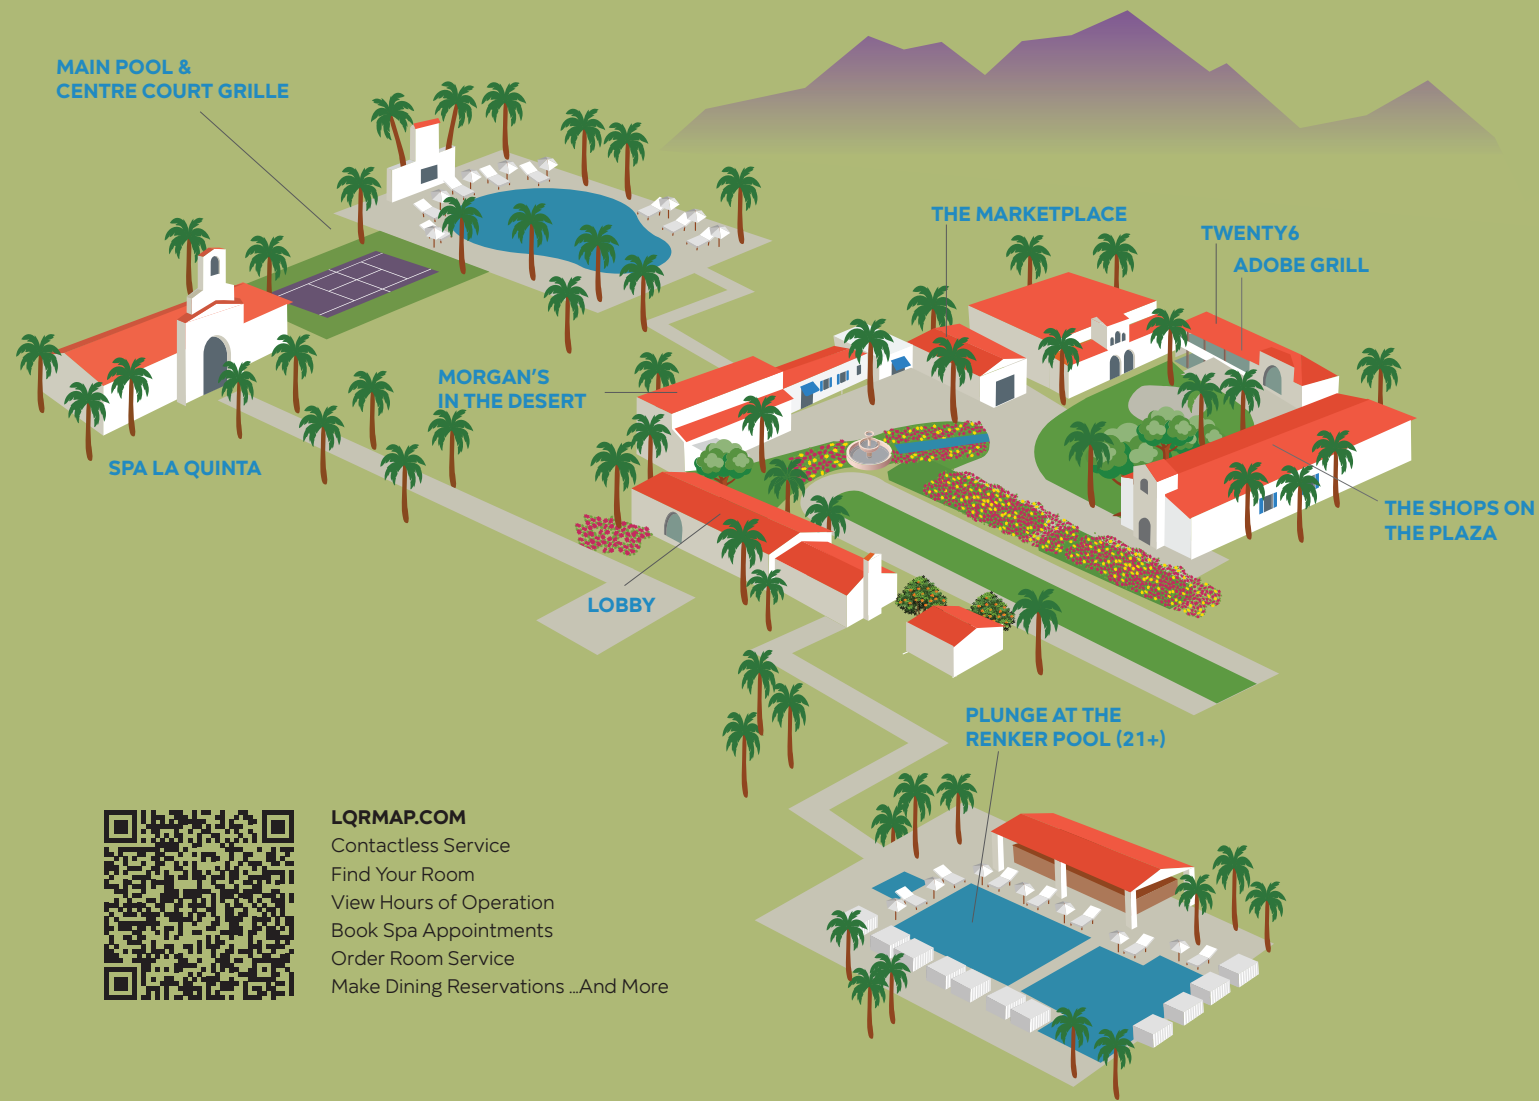 MAIN POOL &
CENTRE COURT GRILLE
THE MARKETPLACE
TWENTY6
ADOBE GRILL
MORGAN'S
IN THE DESERT
SPA LA QUINTA
THE SHOPS ON
THE PLAZA
LOBBY
PLUNGE AT THE
RENKER POOL (21+)
LQRMAP.COM
Contactless Service
Find Your Room
View Hours of Operation
Book Spa Appointments
Order Room Service
Make Dining Reservations ...And More